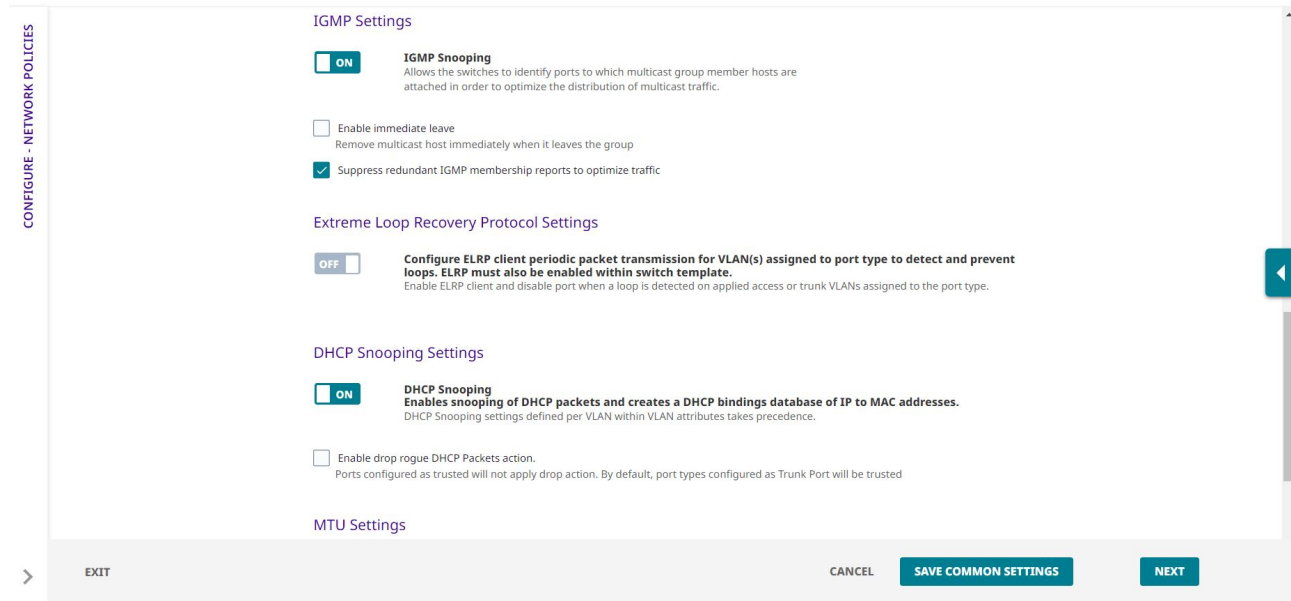 CONFIGURE - NETWORK POLICIES
IGMP Settings
ON
IGMP Snooping
Allows the switches to identify ports to which multicast group member hosts are
attached in order to optimize the distribution of multicast traffic.
Enable immediate leave
Remove multicast host immediately when it leaves the group
Suppress redundant IGMP membership reports to optimize traffic
Extreme Loop Recovery Protocol Settings
OFF
Configure ELRP client periodic packet transmission for VLAN(s) assigned to port type to detect and prevent
loops. ELRP must also be enabled within switch template.
Enable ELRP client and disable port when a loop is detected on applied access or trunk VLANs assigned to the port type.
DHCP Snooping Settings
ON
DHCP Snooping
Enables snooping of DHCP packets and creates a DHCP bindings database of IP to MAC addresses.
DHCP Snooping settings defined per VLAN within VLAN attributes takes precedence.
Enable drop rogue DHCP Packets action.
Ports configured as trusted will not apply drop action. By default, port types configured as Trunk Port will be trusted
MTU Settings
EXIT
CANCEL
SAVE COMMON SETTINGS
NEXT